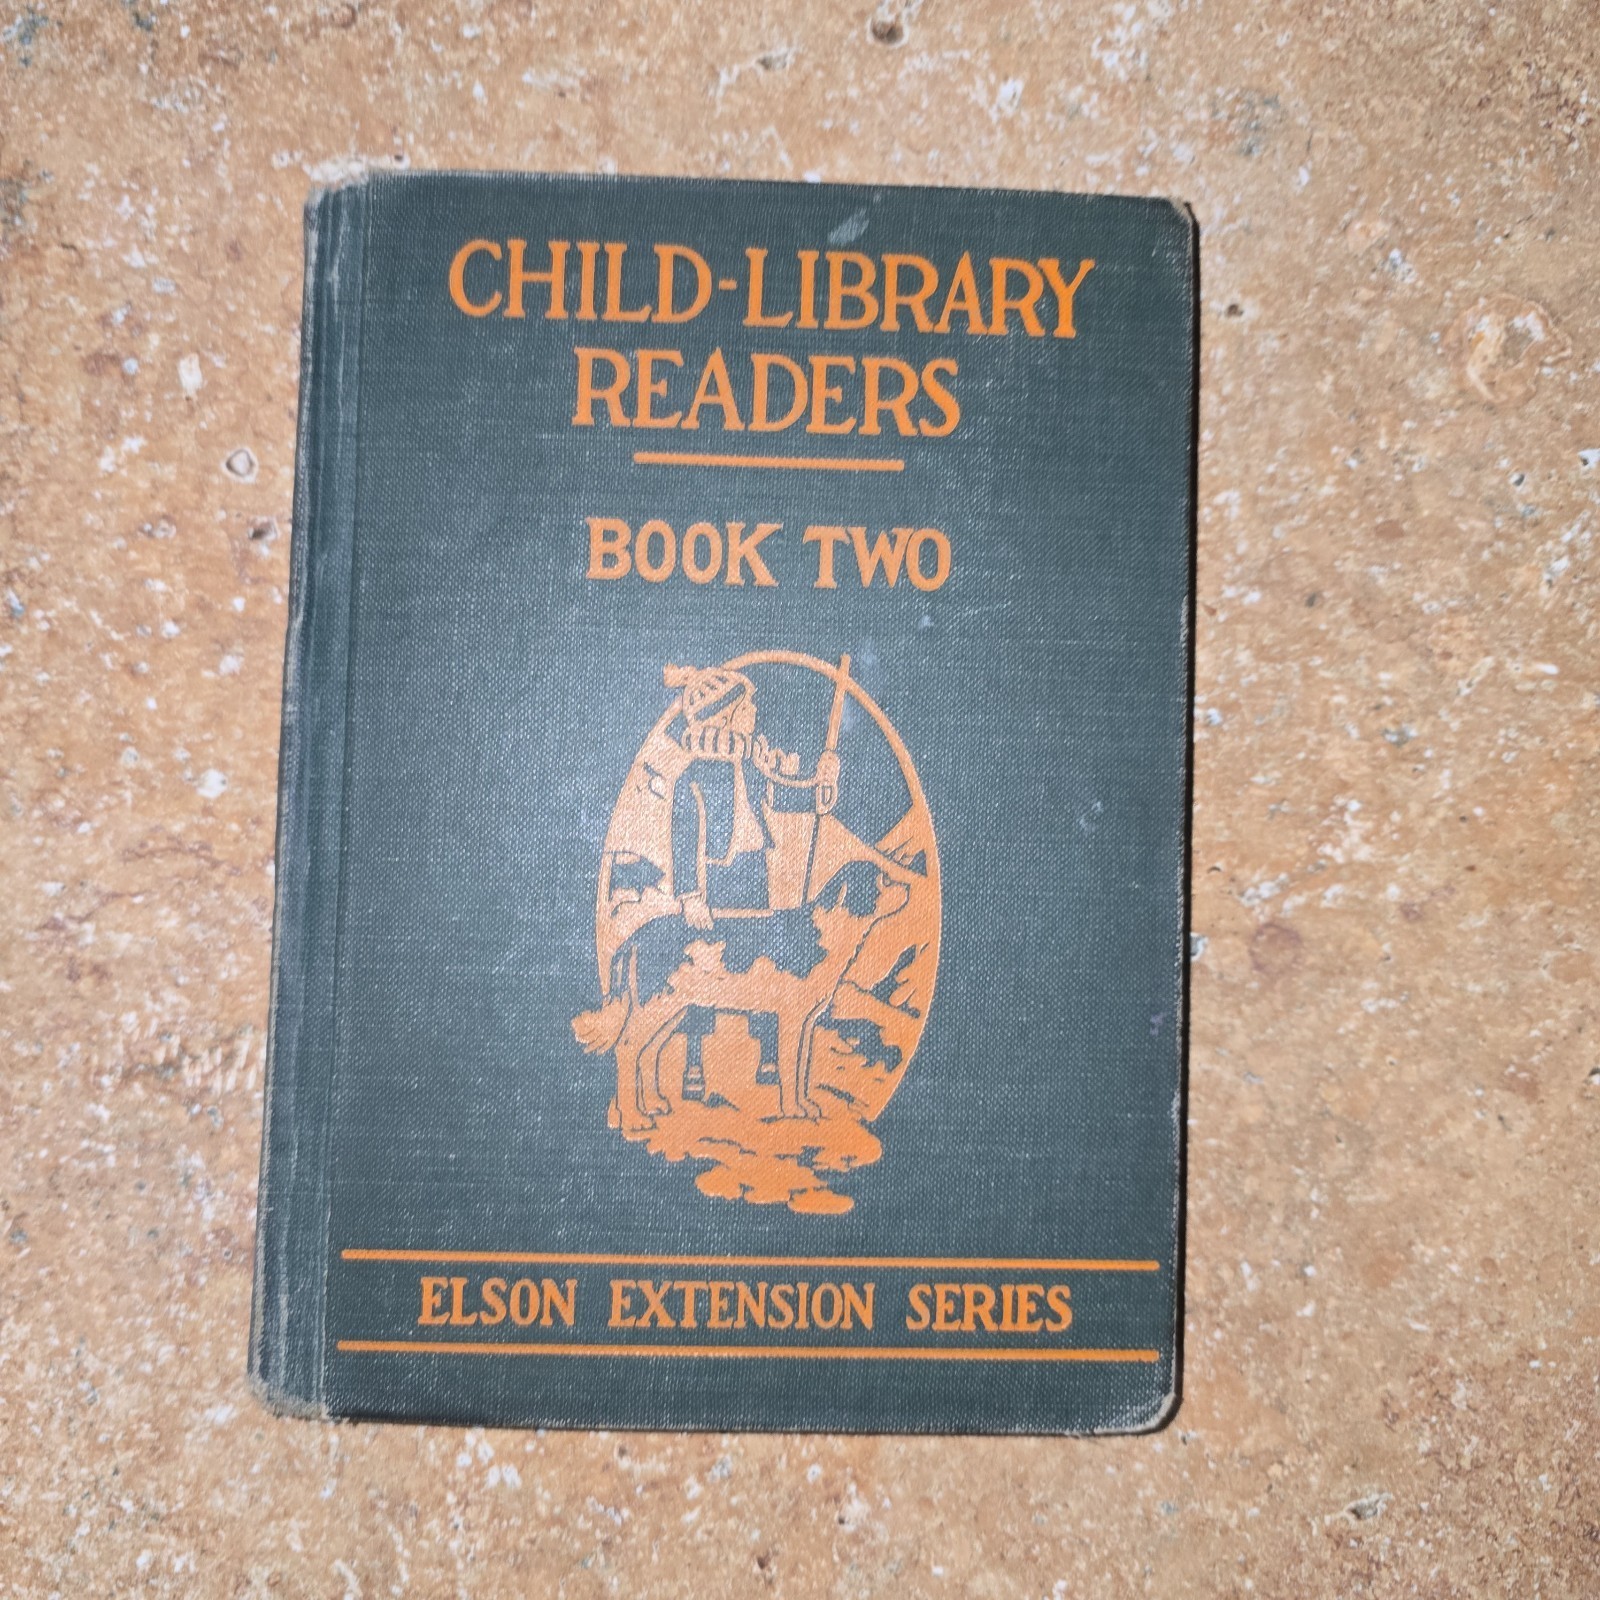 CHILD-LIBRARY
READERS
BOOK TWO
ELSON EXTENSION SERIES